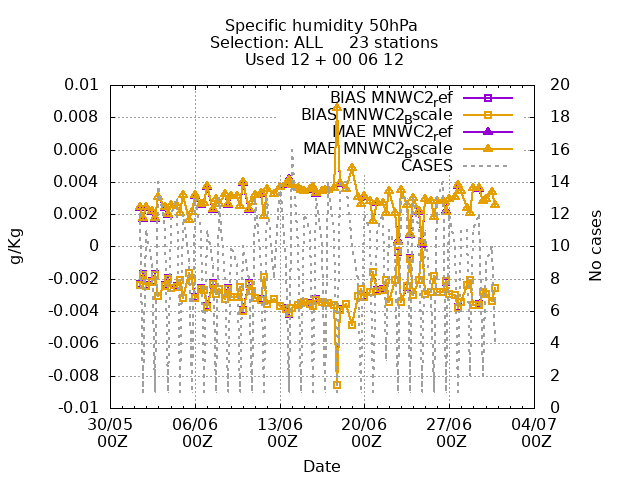 Specific humidity 50hPa
Selection: ALL 23 stations
Used 12 + 00 06 12
BIAS MNWC2_ref
BIAS MNWC2_Bscale
MAE MNWC2_ref
MAE MNWC2_Bscale
CASES
0.01
0.008
0.006
0.004
0.002
0
-0.002
-0.004
-0.006
-0.008
-0.01
20
18
16
14
12
10
8
6
4
2
0
g/Kg
No cases
30/05 06/06 13/06 20/06 27/06 04/07
00Z 00Z 00Z 00Z 00Z 00Z
Date